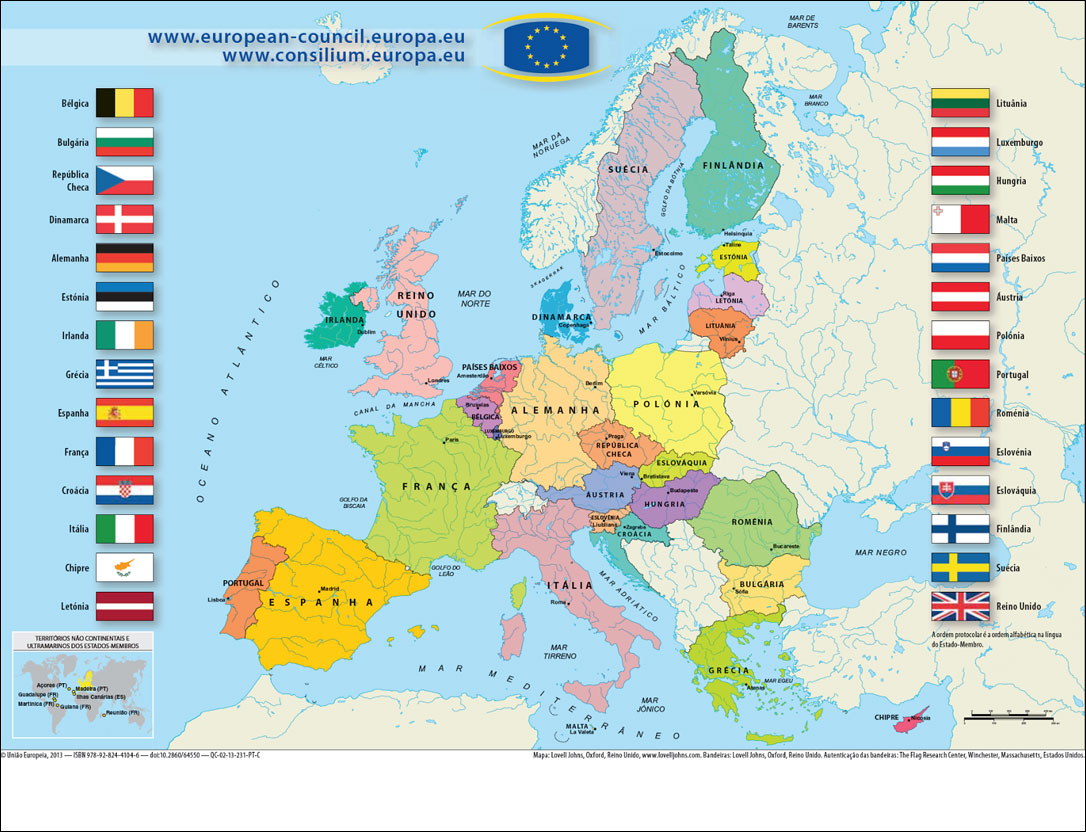 www.european-council.europa.eu
www.consilium.europa.eu
Bélgica
Bulgária
República
Checa
Dinamarca
Alemanha
Estónia
Irlanda
Grécia
Espanha
França
Croácia
Itália
Chipre
Letónia
Lituânia
Luxemburgo
Hungria
Malta
Países Baixos
Áustria
Polónia
Portugal
Roménia
Eslovénia
Eslováquia
Finlândia
Suécia
Reino Unido
A ordem protocolar é a ordem alfabética na língua
do Estado-Membro.
MAR DE
BARENTS
MAR
BRANCO
MAR DA
NORUEGA
SUÉCIA
FINLÂNDIA
GOLFO DA BÓTNIA
Helsínquia
Estocolmo
Taline
ESTÓNIA
SKAGERRAK
MAR BÁLTICO
Riga
LETÓNIA
LITUÂNIA
Vilnius
OCEANO ATLÂNTICO
REINO
UNIDO
MAR DO
NORTE
IRLANDA
Dublim
MAR
CÉLTICO
Londres
DINAMARCA
Copenhaga
PAÍSES BAIXOS
Amesterdão
CANAL DA MANCHA
Bruxelas
BÉLGICA
LUXEMBURGO
Luxemburgo
Berlim
ALEMANHA
Varsóvia
POLÓNIA
Praga
REPÚBLICA
CHECA
Paris
FRANÇA
ESLOVÁQUIA
Bratislava
Viena
ÁUSTRIA
Budapeste
HUNGRIA
GOLFO DA
BISCAIA
ESLOVÉNIA
Liubliana
Zagrebe
CROÁCIA
ROMÉNIA
Bucareste
MAR NEGRO
GOLFO DO
LEÃO
ITÁLIA
Roma
MAR ADRIÁTICO
BULGÁRIA
Sófia
PORTUGAL
Lisboa
Madrid
ESPANHA
MAR
TIRRENO
GRÉCIA
MAR EGEU
Atenas
MAR MEDITERRÂNEO
MAR
JÓNICO
MALTA
La Valeta
CHIPRE
Nicósia
TERRITÓRIOS NÃO CONTINENTAIS E
ULTRAMARINOS DOS ESTADOS-MEMBROS
Açores (PT)
Madeira (PT)
Guadalupe (FR)
Ilhas Canárias (ES)
Martinica (FR)
Guiana (FR)
Reunião (FR)
© União Europeia, 2013 — ISBN 978-92-824-4104-6 — doi:10.2860/64550 — QC-02-13-231-PT-C
Mapa: Lovell Johns, Oxford, Reino Unido, www.lovelljohns.com. Bandeiras: Lovell Johns, Oxford, Reino Unido. Autenticação das bandeiras: The Flag Research Center, Winchester, Massachusetts, Estados Unidos.